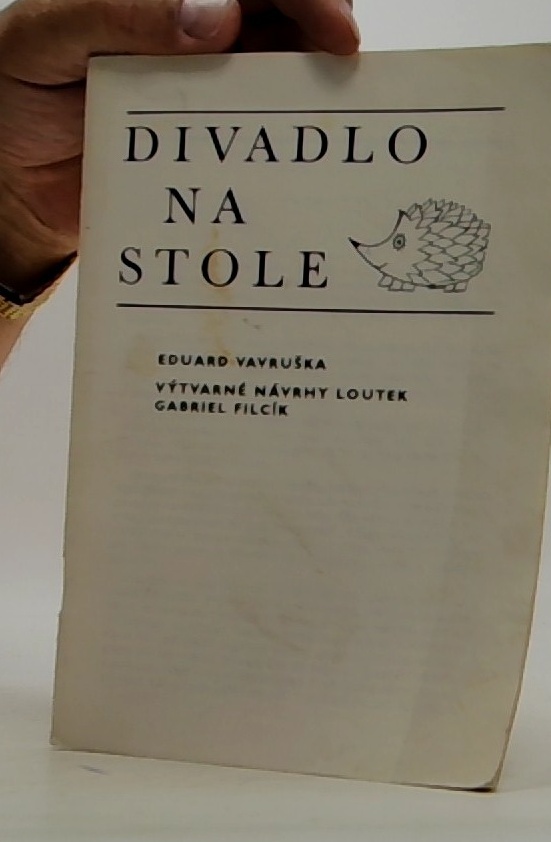 DIVADLO
NA
STOLE
EDUARD VAVRUŠKA
VÝTVARNÉ NÁVRHY LOUTEK
GABRIEL FILCÍK